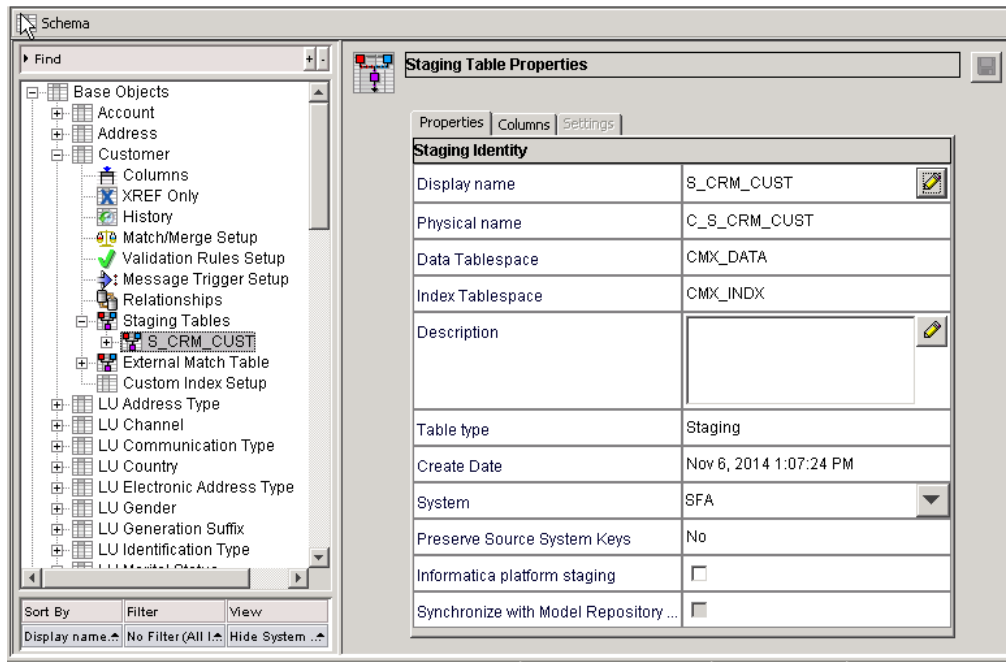 Schema
Find
+ -
Base Objects
Account
Address
Customer
Columns
XREF Only
History
Match/Merge Setup
Validation Rules Setup
Message Trigger Setup
Relationships
Staging Tables
S_CRM_CUST
External Match Table
Custom Index Setup
LU Address Type
LU Channel
LU Communication Type
LU Country
LU Electronic Address Type
LU Gender
LU Generation Suffix
LU Identification Type
LU Marital Status
Sort By Filter View
Display name. No Filter (All I. Hide System ..
Staging Table Properties
Properties Columns Settings
Staging Identity
Display name S_CRM_CUST
Physical name C_S_CRM_CUST
Data Tablespace CMX_DATA
Index Tablespace CMX_INDX
Description
Table type Staging
Create Date Nov 6, 2014 1:07:24 PM
System SFA
Preserve Source System Keys No
Informatica platform staging
Synchronize with Model Repository ...